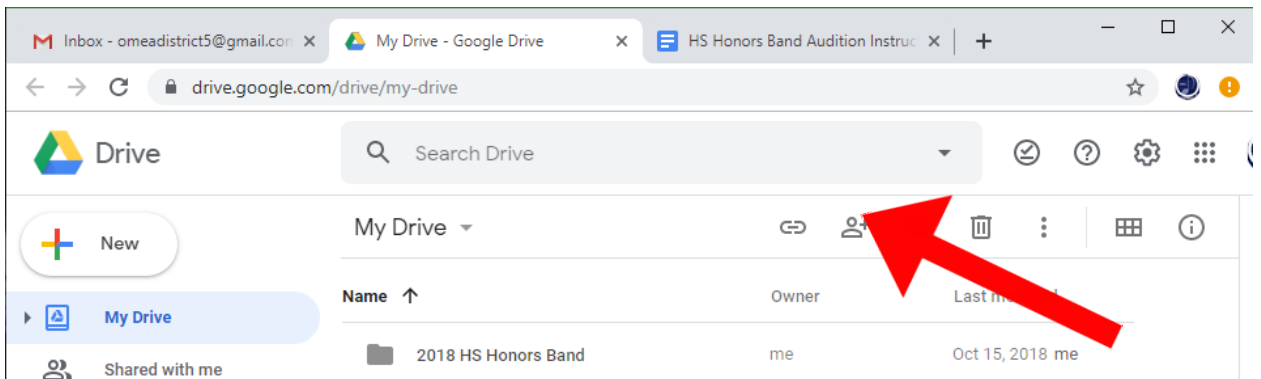 Inbox - omeadistrict5@gmail.con
My Drive - Google Drive
HS Honors Band Audition Instruc
drive.google.com/drive/my-drive
Drive
Search Drive
New
My Drive
Name
Owner
Last
My Drive
2018 HS Honors Band
me
Oct 15, 2018 me
Shared with me